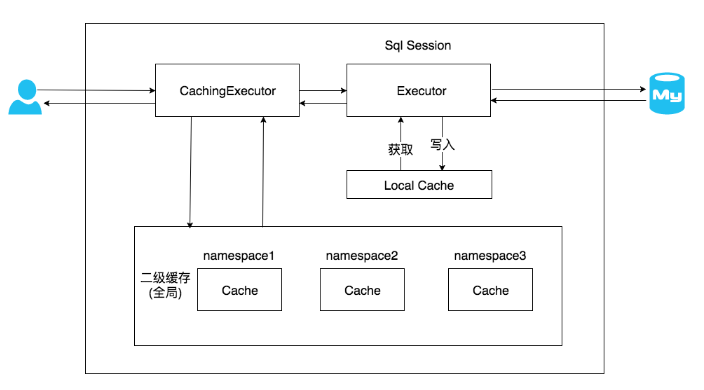 Sql Session
CachingExecutor
Executor
My
获取
写入
Local Cache
二级缓存
(全局)
namespace1
namespace2
namespace3
Cache
Cache
Cache